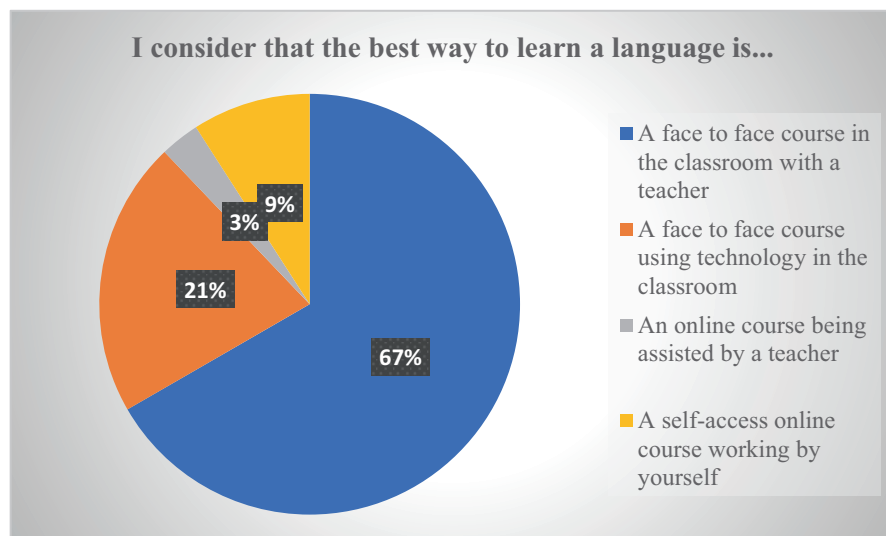 I consider that the best way to learn a language is...
9%
3%
21%
67%
A face to face course in
the classroom with a
teacher
A face to face course
using technology in the
classroom
An online course being
assisted by a teacher
A self-access online
course working by
yourself